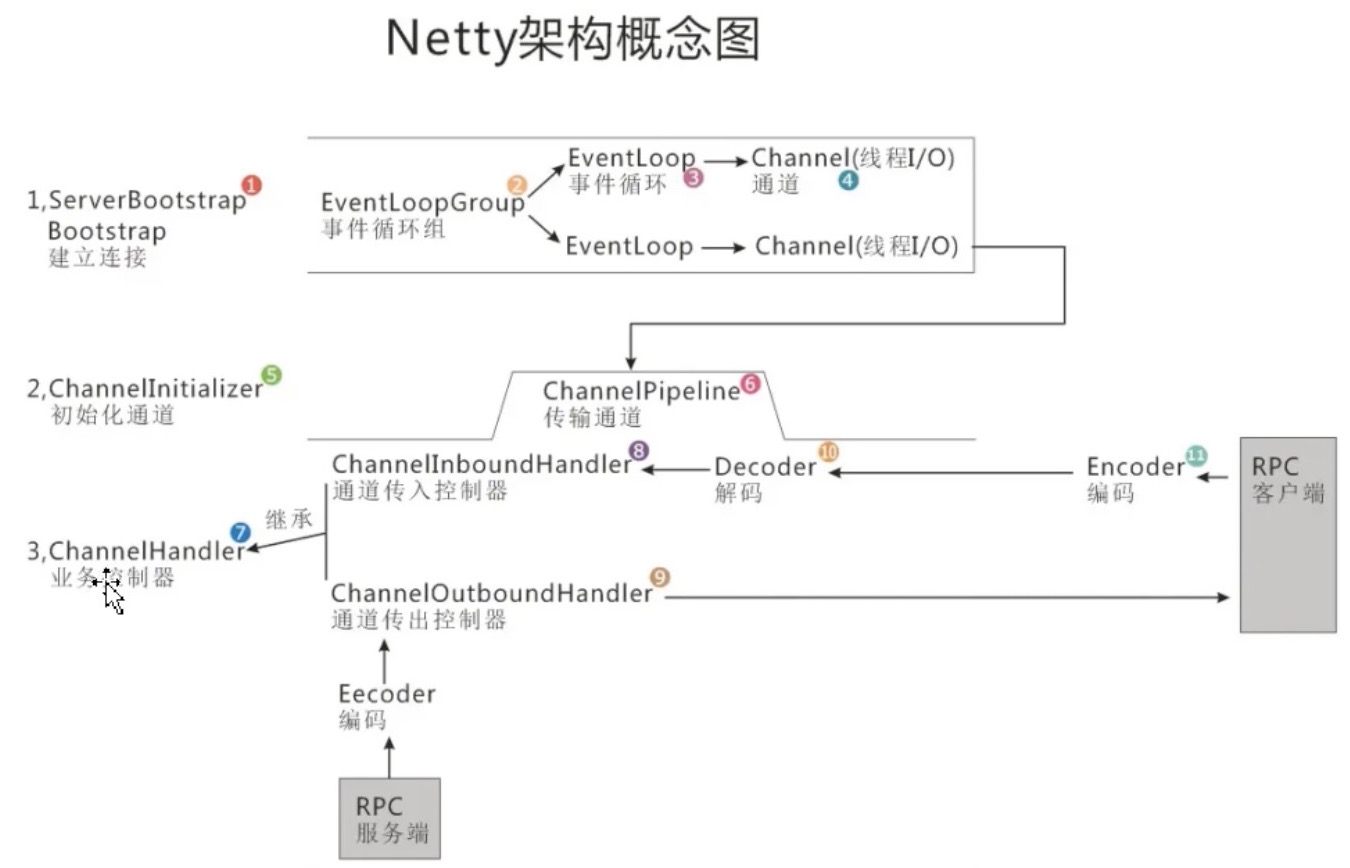 Netty架构概念图
EventLoop
事件循环
3
Channel(线程I/O)
通道
4
1,ServerBootstrap
1
Bootstrap
建立连接
EventLoopGroup
2
事件循环组
EventLoop
Channel(线程I/O)
2,ChannelInitializer
5
初始化通道
ChannelPipeline
6
传输通道
ChannelInboundHandler
8
通道传入控制器
Decoder
10
解码
Encoder
11
编码
RPC
客户端
继承
3,ChannelHandler
7
业务控制器
ChannelOutboundHandler
9
通道传出控制器
Eecoder
编码
RPC
服务端